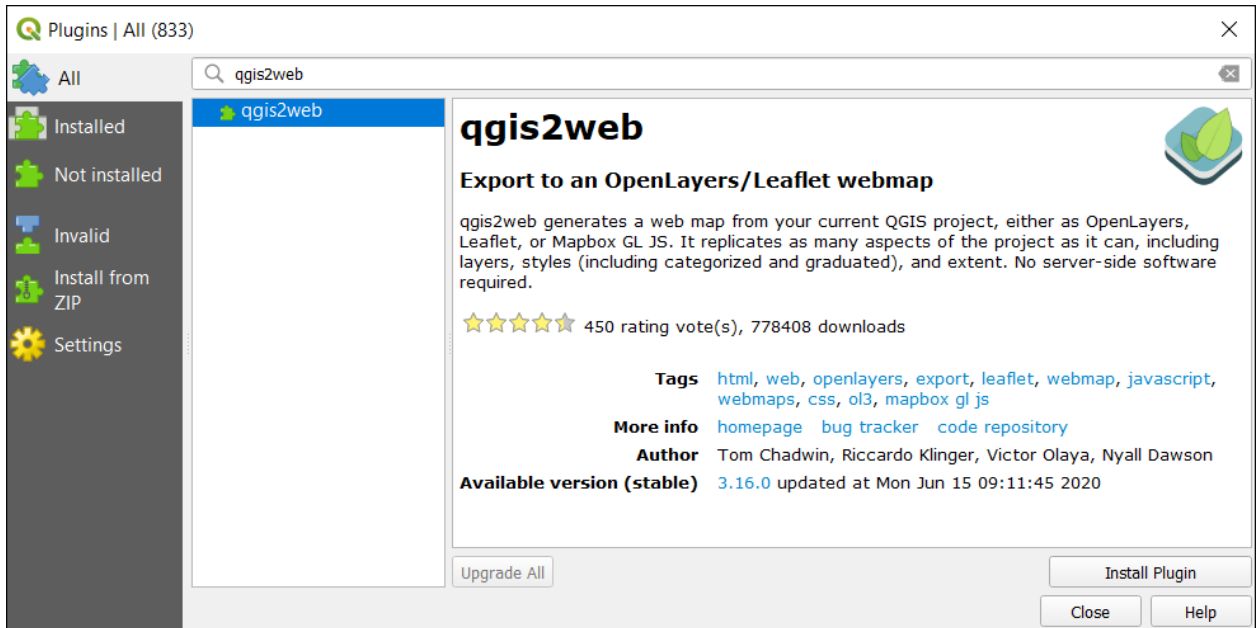 Plugins | All (833)
All
Installed
Not installed
Invalid
Install from
ZIP
Settings
qgis2web
qgis2web
qgis2web
Export to an OpenLayers/Leaflet webmap
qgis2web generates a web map from your current QGIS project, either as OpenLayers,
Leaflet, or Mapbox GL JS. It replicates as many aspects of the project as it can, including
layers, styles (including categorized and graduated), and extent. No server-side software
required.
450 rating vote(s), 778408 downloads
Tags html, web, openlayers, export, leaflet, webmap, javascript,
webmaps, css, ol3, mapbox gl js
More info homepage bug tracker code repository
Author Tom Chadwin, Riccardo Klinger, Victor Olaya, Nyall Dawson
Available version (stable) 3.16.0 updated at Mon Jun 15 09:11:45 2020
Upgrade All Install Plugin
Close Help